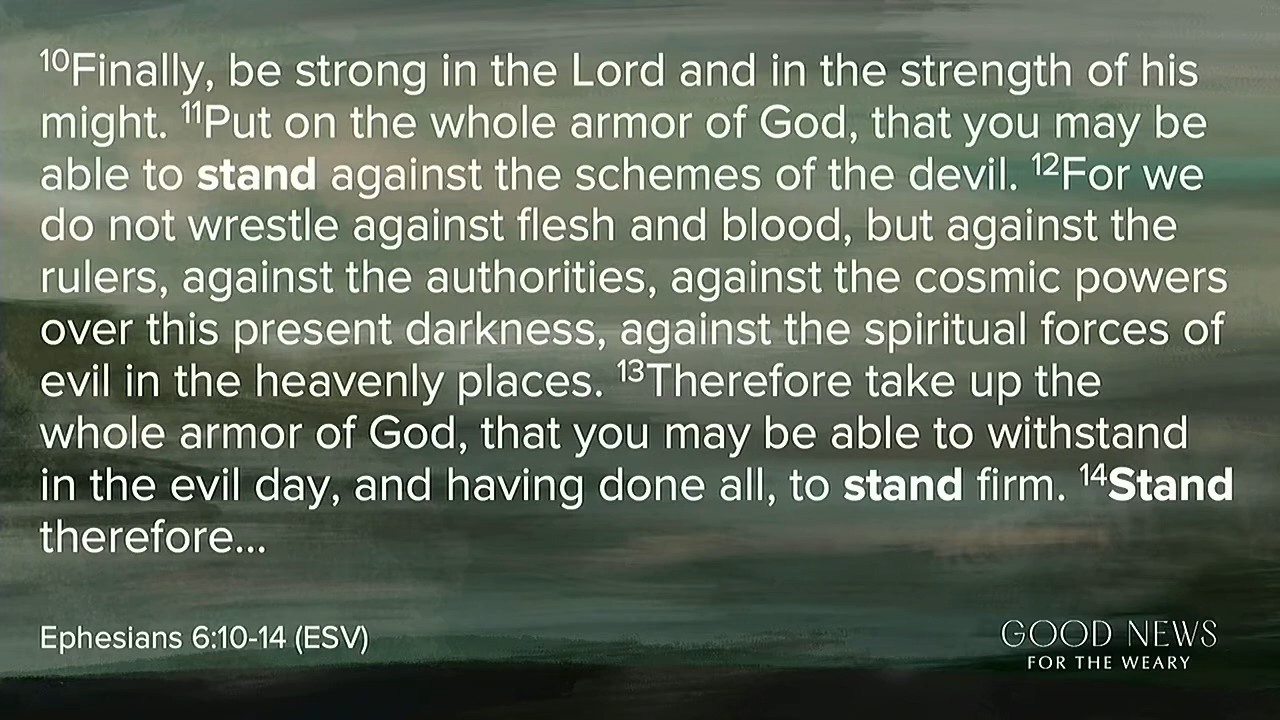 ¹⁰Finally, be strong in the Lord and in the strength of his
might. ¹¹Put on the whole armor of God, that you may be
able to stand against the schemes of the devil. ¹²For we
do not wrestle against flesh and blood, but against the
rulers, against the authorities, against the cosmic powers
over this present darkness, against the spiritual forces of
evil in the heavenly places. ¹³Therefore take up the
whole armor of God, that you may be able to withstand
in the evil day, and having done all, to stand firm. ¹⁴Stand
therefore...
Ephesians 6:10-14 (ESV)
GOOD NEWS
FOR THE WEARY